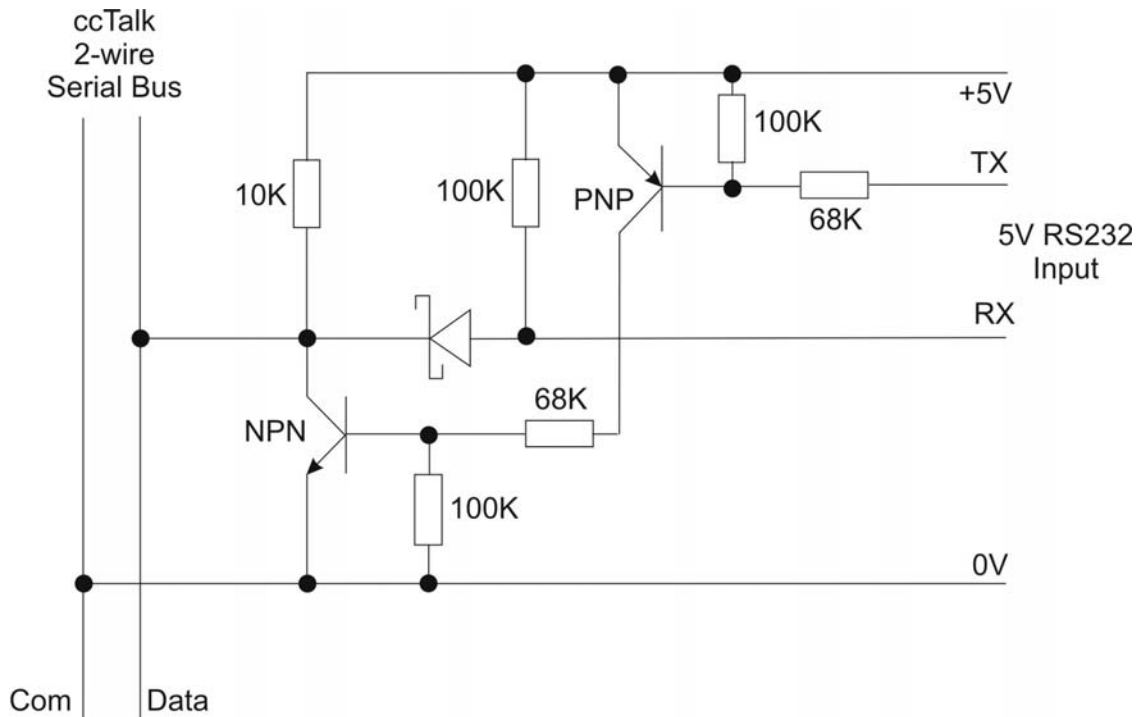 ccTalk
2-wire
Serial Bus
+5V
100K
TX
10K
100K
PNP
68K
5V RS232
Input
RX
68K
NPN
100K
0V
Com
Data